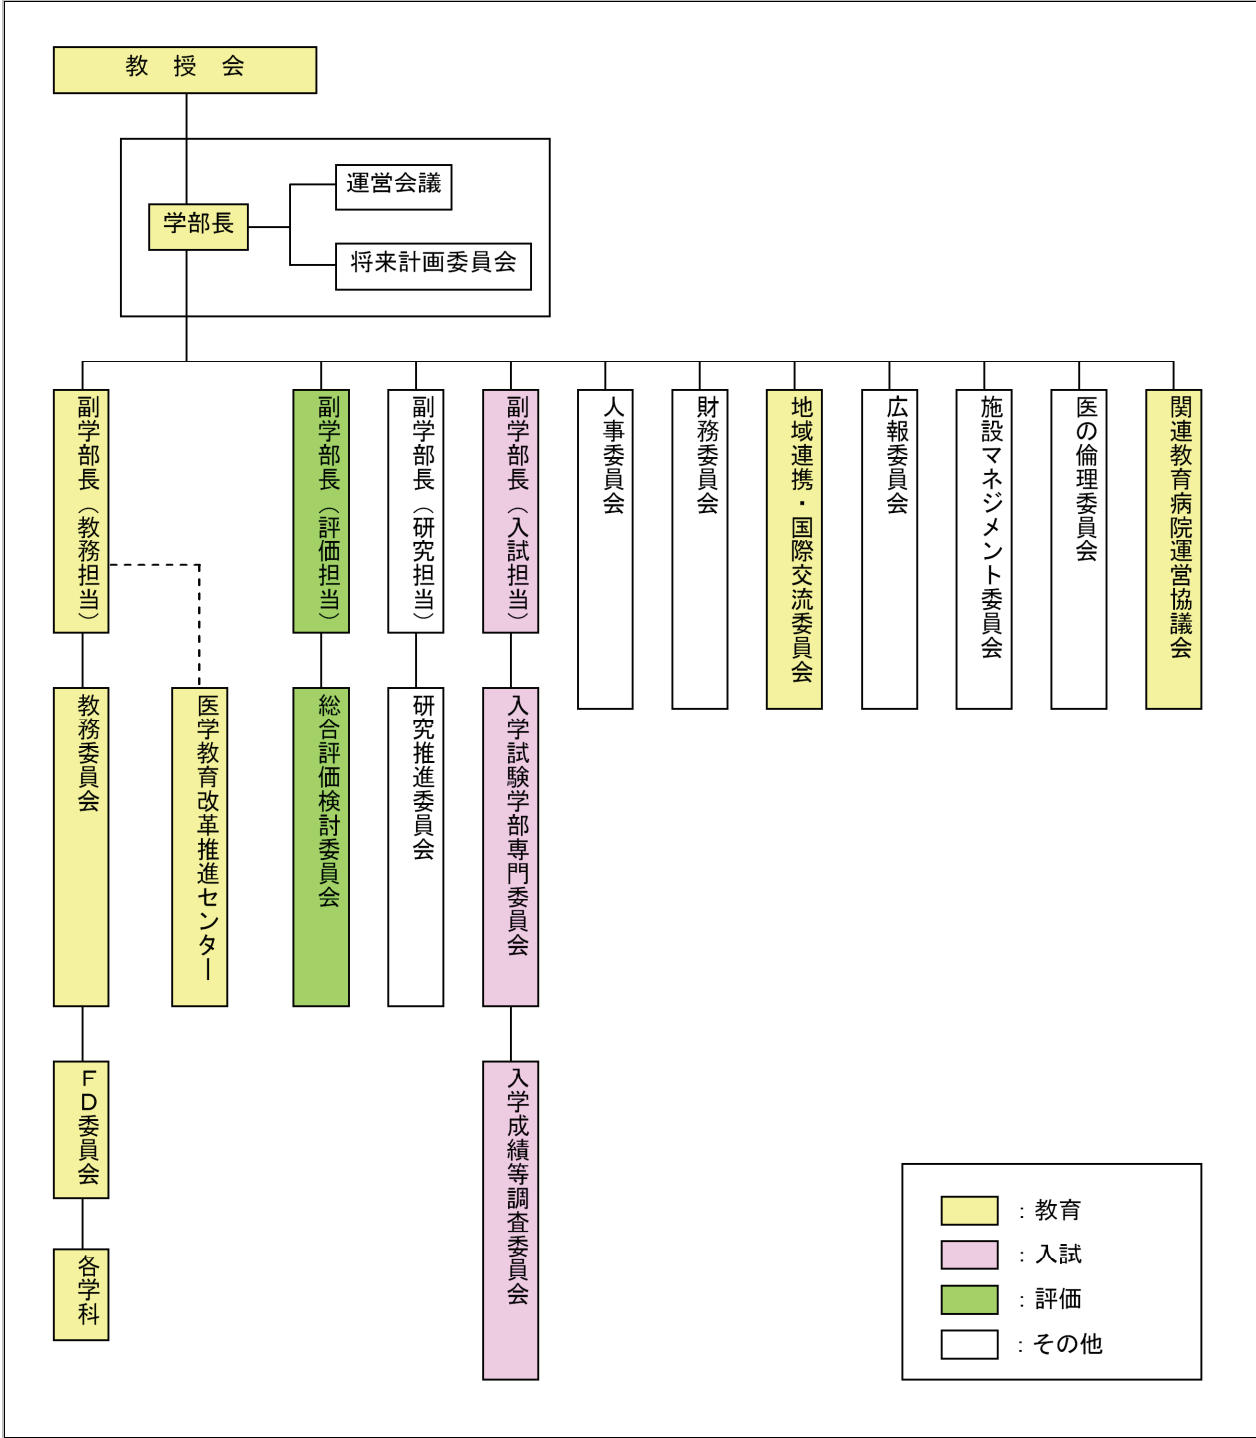 教 授 会
運営会議
学部長
将来計画委員会
副学部長（教務担当）
副学部長（評価担当）
副学部長（研究担当）
副学部長（入試担当）
人事委員会
財務委員会
地域連携・国際交流委員会
広報委員会
施設マネジメント委員会
医の倫理委員会
関連教育病院運営協議会
教務委員会
医学教育改革推進センター
総合評価検討委員会
研究推進委員会
入学試験学部専門委員会
ＦＤ委員会
入学成績等調査委員会
各学科
：教育
：入試
：評価
：その他